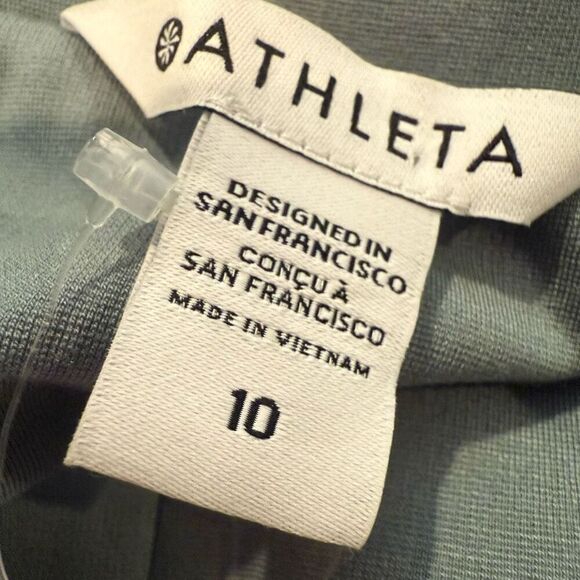 ATHLETA
DESIGNED IN
SAN FRANCISCO
CONÇU À
SAN FRANCISCO
MADE IN VIETNAM
10